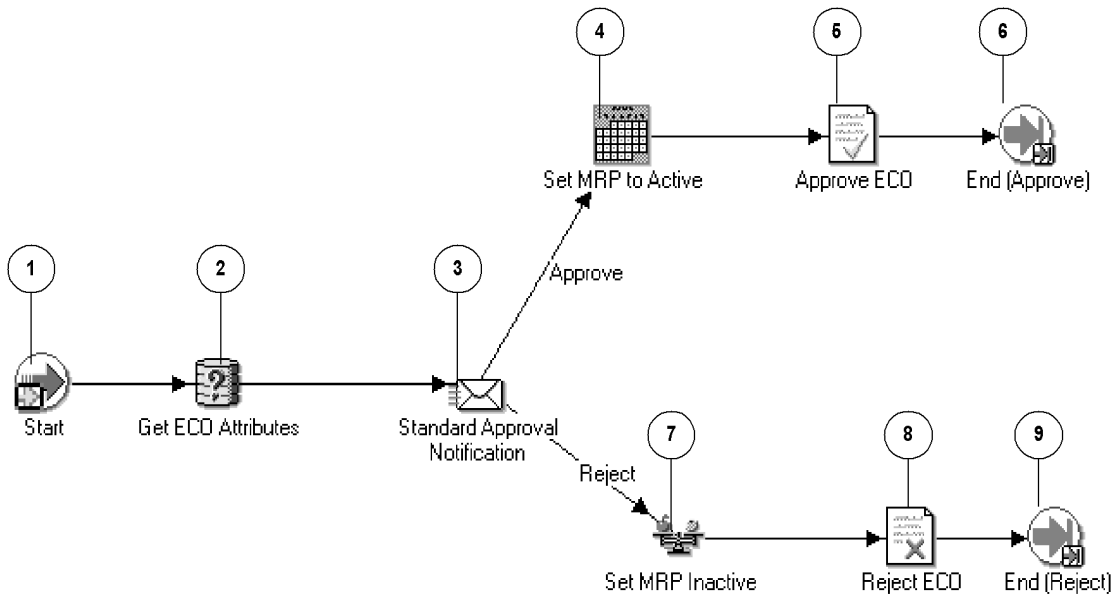 4
5
6
Set MRP to Active
Approve ECO
End (Approve)
1
2
3
Approve
Start
Get ECO Attributes
Standard Approval
Notification
7
8
9
Reject
Set MRP Inactive
Reject ECO
End (Reject)